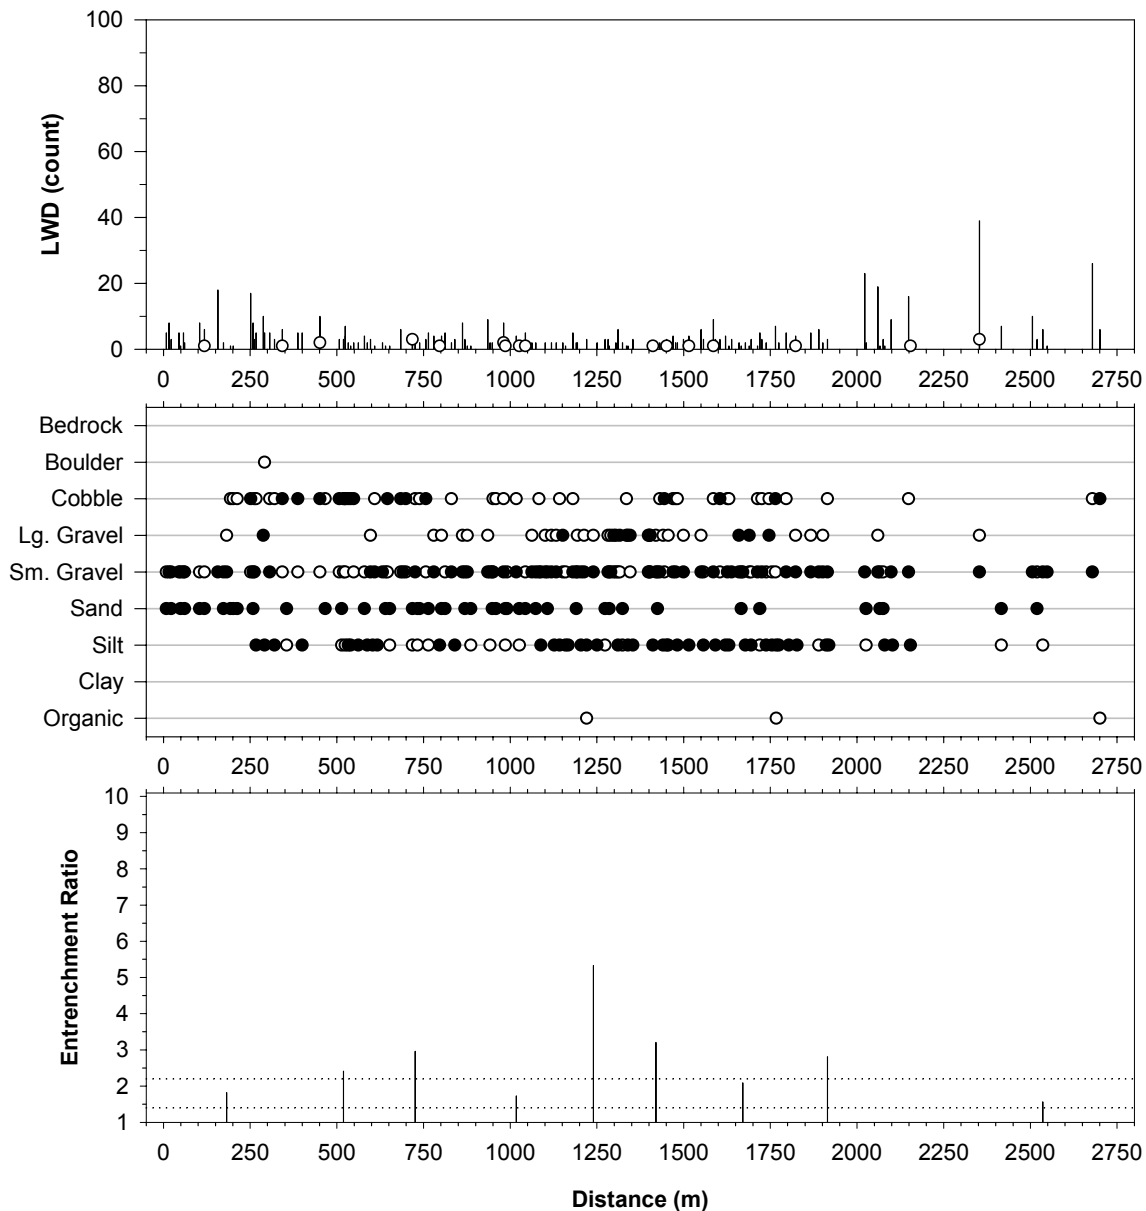 100
80
60
40
20
0
LWD (count)
0 250 500 750 1000 1250 1500 1750 2000 2250 2500 2750
Bedrock
Boulder
Cobble
Lg. Gravel
Sm. Gravel
Sand
Silt
Clay
Organic
0 250 500 750 1000 1250 1500 1750 2000 2250 2500 2750
10
9
8
7
6
5
4
3
2
1
Entrenchment Ratio
0 250 500 750 1000 1250 1500 1750 2000 2250 2500 2750
Distance (m)